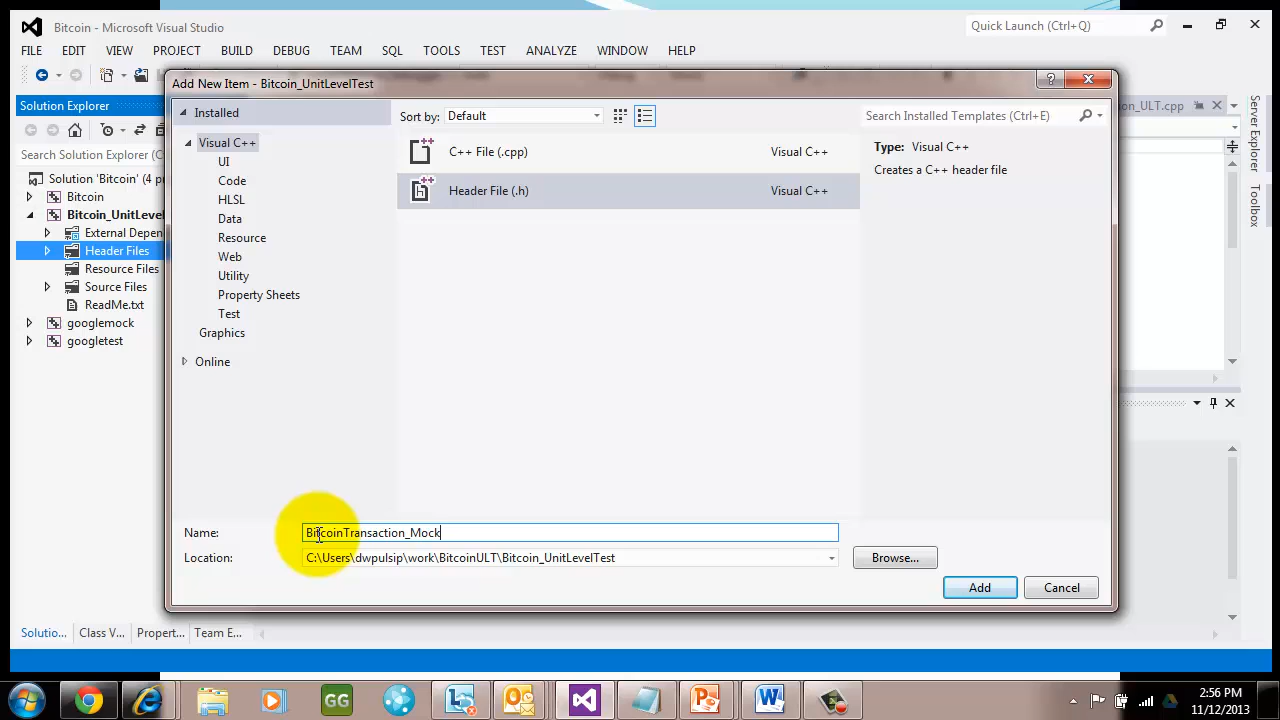 Bitcoin - Microsoft Visual Studio
Quick Launch (Ctrl+Q)
FILE EDIT VIEW PROJECT BUILD DEBUG TEAM SQL TOOLS TEST ANALYZE WINDOW HELP
Add New Item - Bitcoin_UnitLevelTest
Solution Explorer
on_ULT.cpp
Server Explorer
Toolbox
Search Solution Explorer (Ctrl+
Solution 'Bitcoin' (4 pr
Bitcoin
Bitcoin_UnitLevel
External Depen
Header Files
Resource Files
Source Files
ReadMe.txt
googlemock
googletest
Installed
Visual C++
UI
Code
HLSL
Data
Resource
Web
Utility
Property Sheets
Test
Graphics
Online
Sort by: Default
C++ File (.cpp) Visual C++
Header File (.h) Visual C++
Search Installed Templates (Ctrl+E)
Type: Visual C++
Creates a C++ header file
Name: BitcoinTransaction_Mock
Location: C:\Users\dwpulsip\work\BitcoinULT\Bitcoin_UnitLevelTest
Browse...
Add Cancel
Solutio... Class V... Propert... Team E...
GG
2:56 PM
11/12/2013